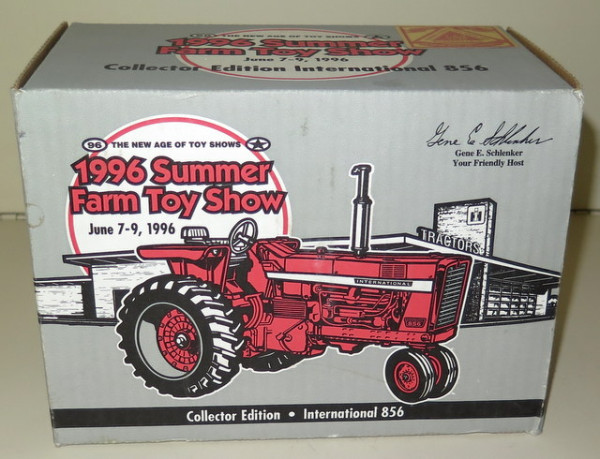 1996 Summer
Farm Toy Show
June 7-9, 1996
Collector Edition International 856
96 THE NEW AGE OF TOY SHOWS
1996 Summer
Farm Toy Show
June 7-9, 1996
Gene E. Schlenker
Gene E. Schlenker
Your Friendly Host
TRACTORS
INTERNATIONAL
856
Collector Edition • International 856